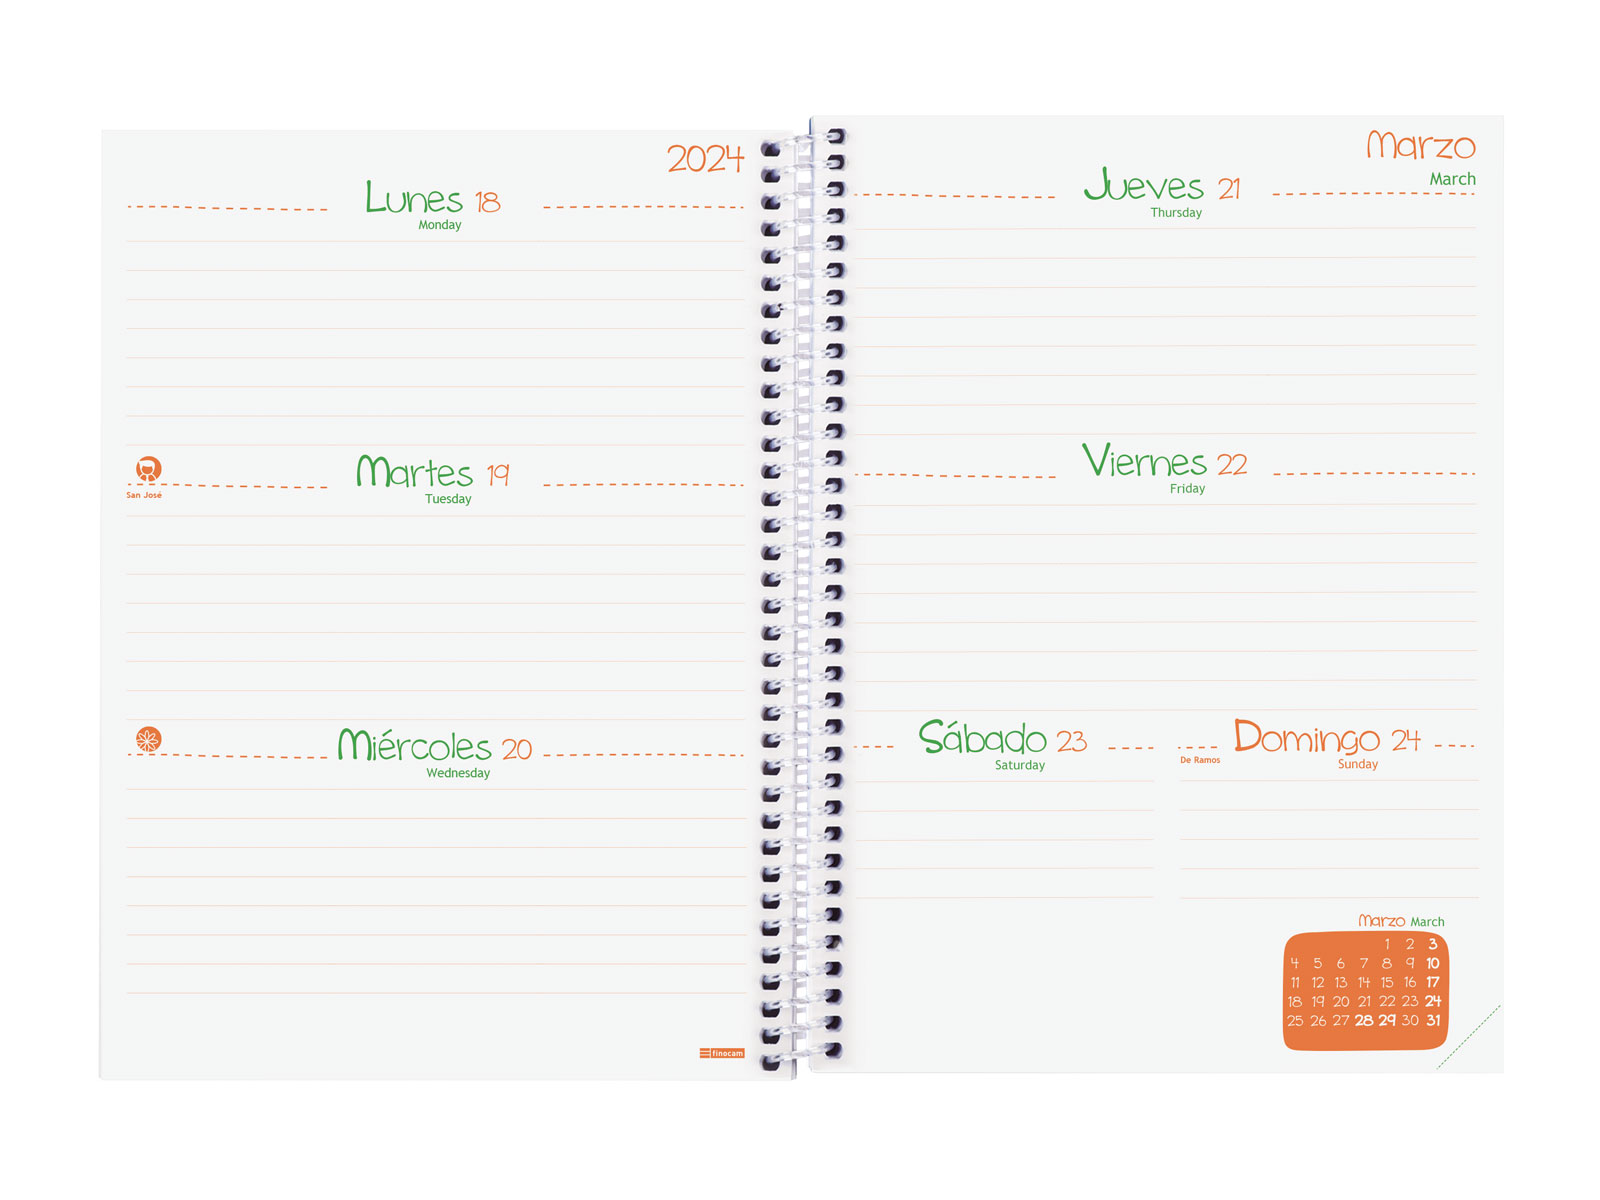 2024
Lunes 18
Monday
Martes 19
Tuesday
San José
Miércoles 20
Wednesday
finocam
Marzo
March
Jueves 21
Thursday
Viernes 22
Friday
Sábado 23
Saturday
De Ramos
Domingo 24
Sunday
Marzo March
1 2 3
4 5 6 7 8 9 10
11 12 13 14 15 16 17
18 19 20 21 22 23 24
25 26 27 28 29 30 31